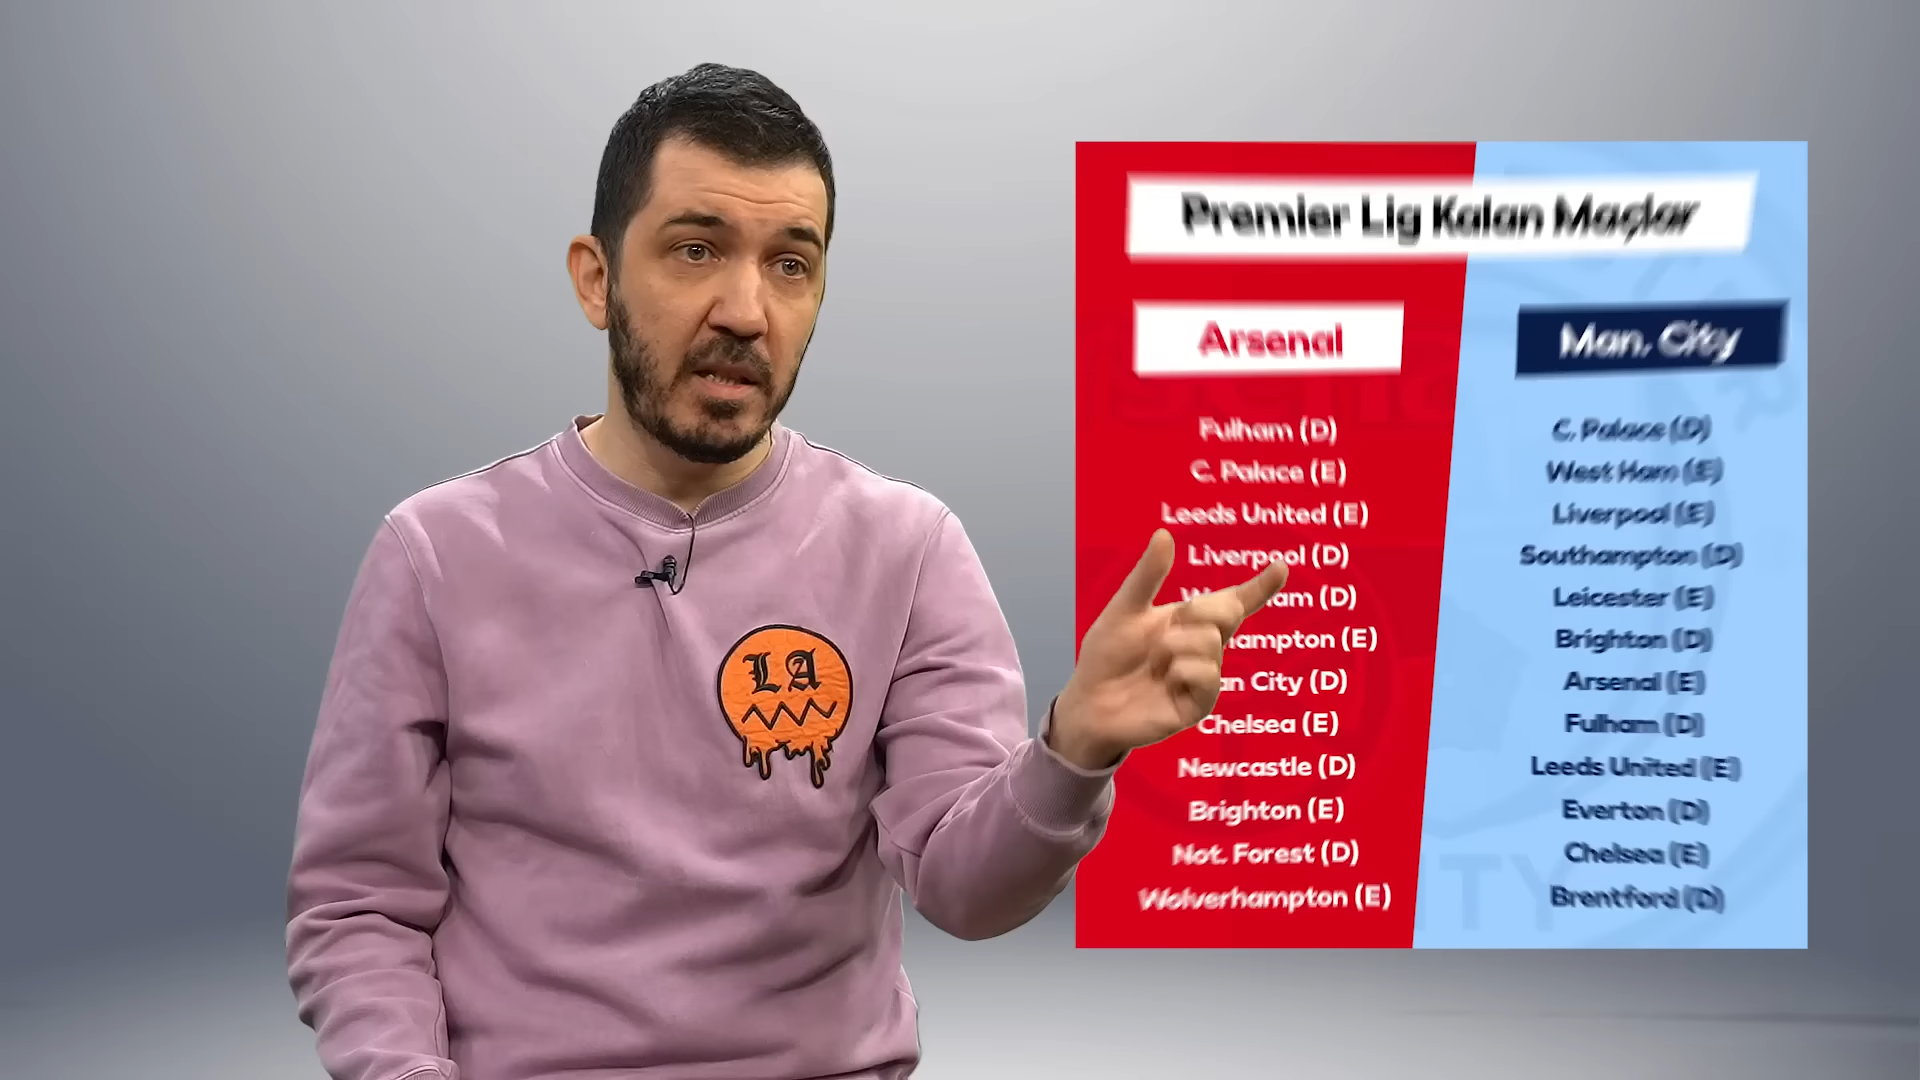 Premier Lig Kalan Maçlar
Arsenal
Fulham (D)
C. Palace (E)
Leeds United (E)
Liverpool (D)
(D)
(E)
City (D)
Chelsea (E)
Newcastle (D)
Brighton (E)
Not. Forest (D)
Wolverhampton (E)
Man. City
C. Palace (D)
West Ham (E)
Liverpool (E)
Southampton (D)
Leicester (E)
Brighton (D)
Arsenal (E)
Fulham (D)
Leeds United (E)
Everton (D)
Chelsea (E)
Brentford (D)
LA